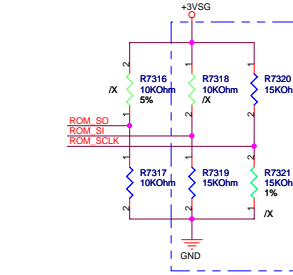 +3VSG
2
1
1
R7316
10KOhm
/X
5%
R7318
10KOhm
/X
R7320
15KOh
1
2
2
ROM_SO
ROM_SI
ROM_SCLK
1
1
2
R7317
10KOhm
R7319
15KOhm
R7321
15KOh
1%
/X
2
2
1
GND